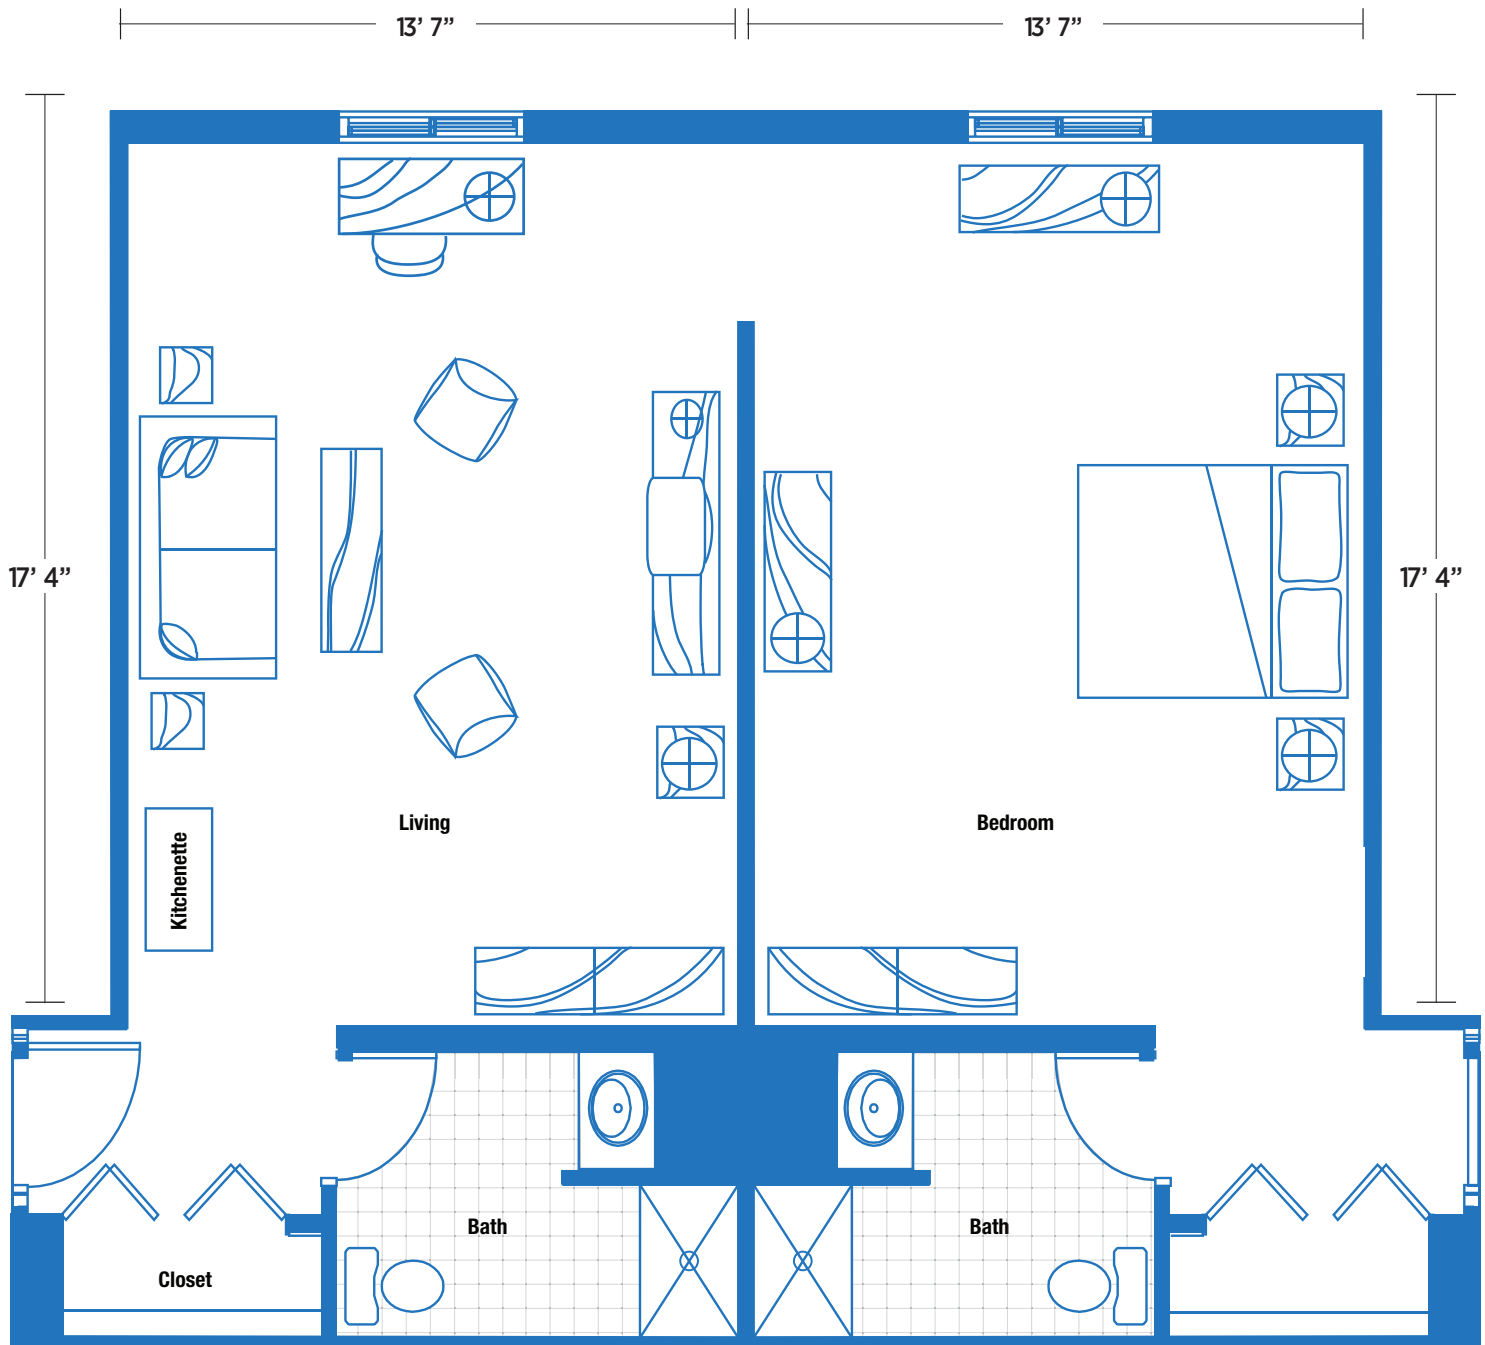 13’ 7”
13’ 7”
17’ 4”
17’ 4”
Living
Bedroom
Kitchenette
Bath
Bath
Closet